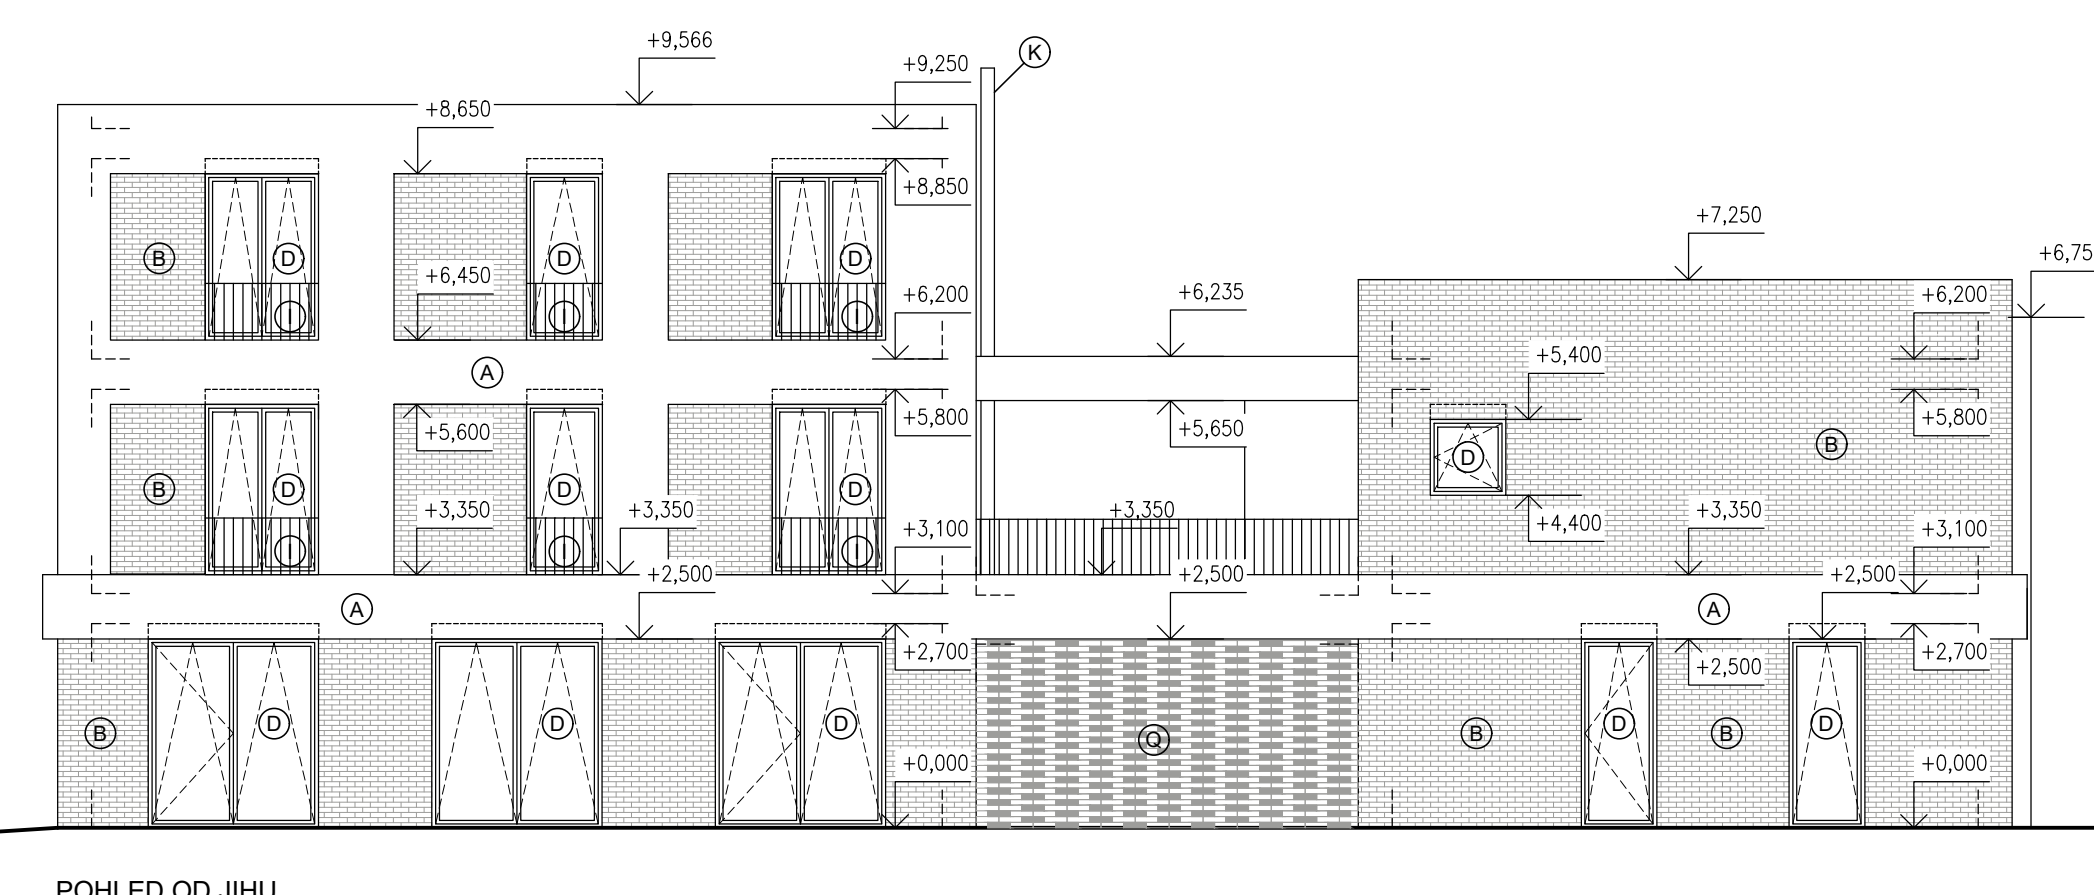 +9,566
K
+9,250
+8,650
+8,850
+7,250
B
D
D
D
+6,75
+6,450
+6,200
+6,235
+6,200
I
I
I
+5,400
A
+5,600
+5,800
+5,650
+5,800
B
D
B
D
D
D
+3,350
+3,350
+3,350
+4,400
+3,350
+3,100
+3,100
I
I
I
+2,500
+2,500
+2,500
A
A
+2,700
+2,500
+2,700
B
D
D
D
Q
B
D
B
D
+0,000
+0,000
POHLED OD JIHU